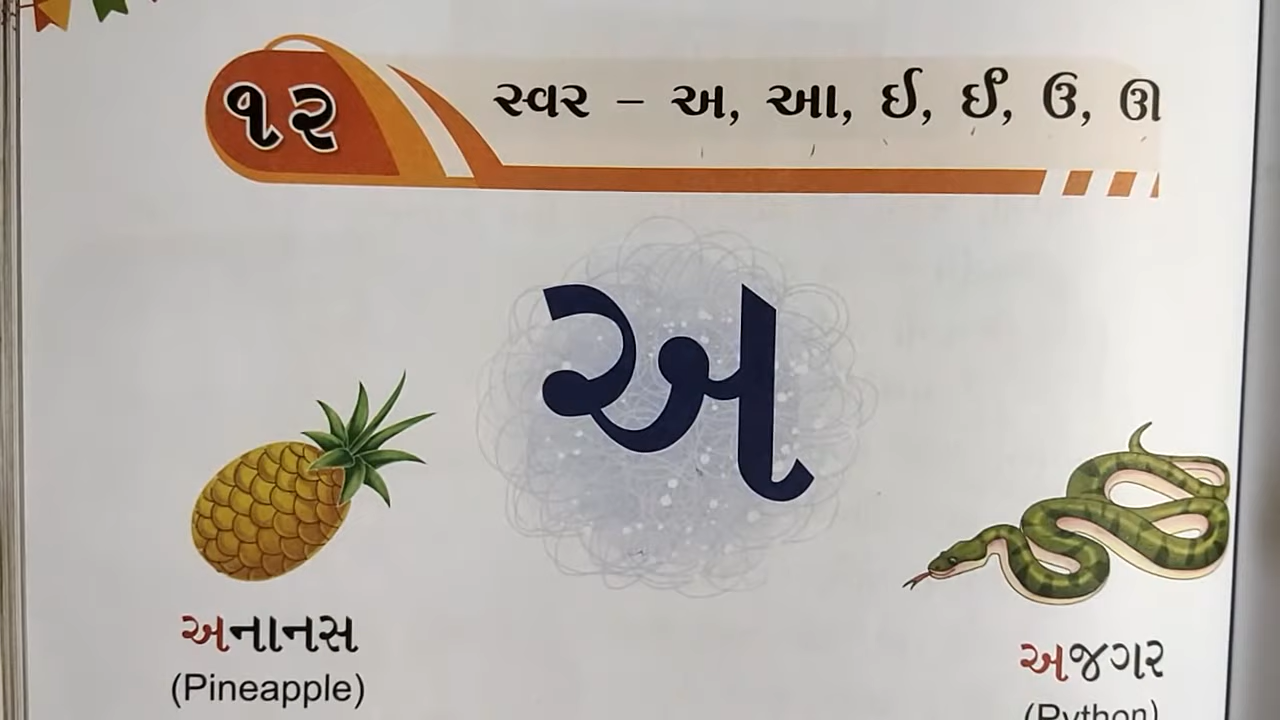 ૧૨ સ્વર – અ, આ, ઇ, ઈ, ઉ, ઊ
અ
અનાનસ
(Pineapple)
અજગર
(Python)